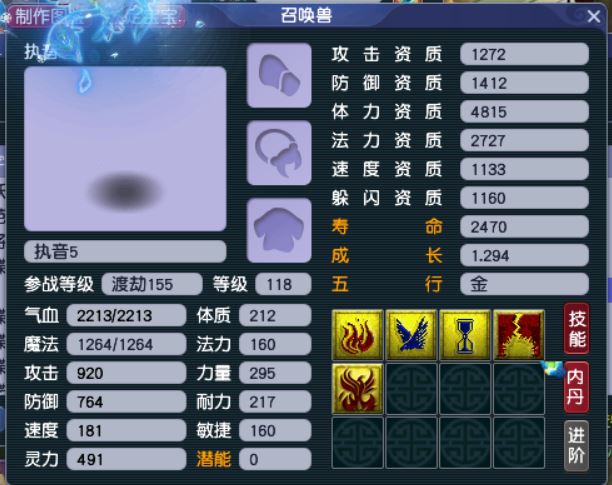 制作图 宝宝
召唤兽
执音
攻击资质 1272
防御资质 1412
体力资质 4815
法力资质 2727
速度资质 1133
躲闪资质 1160
寿命 2470
成长 1.294
五行 金
执音5
参战等级 渡劫155 等级 118
气血 2213/2213 体质 212
魔法 1264/1264 法力 160
攻击 920 力量 295
防御 764 耐力 217
速度 181 敏捷 160
灵力 491 潜能 0
技能
内丹
进阶